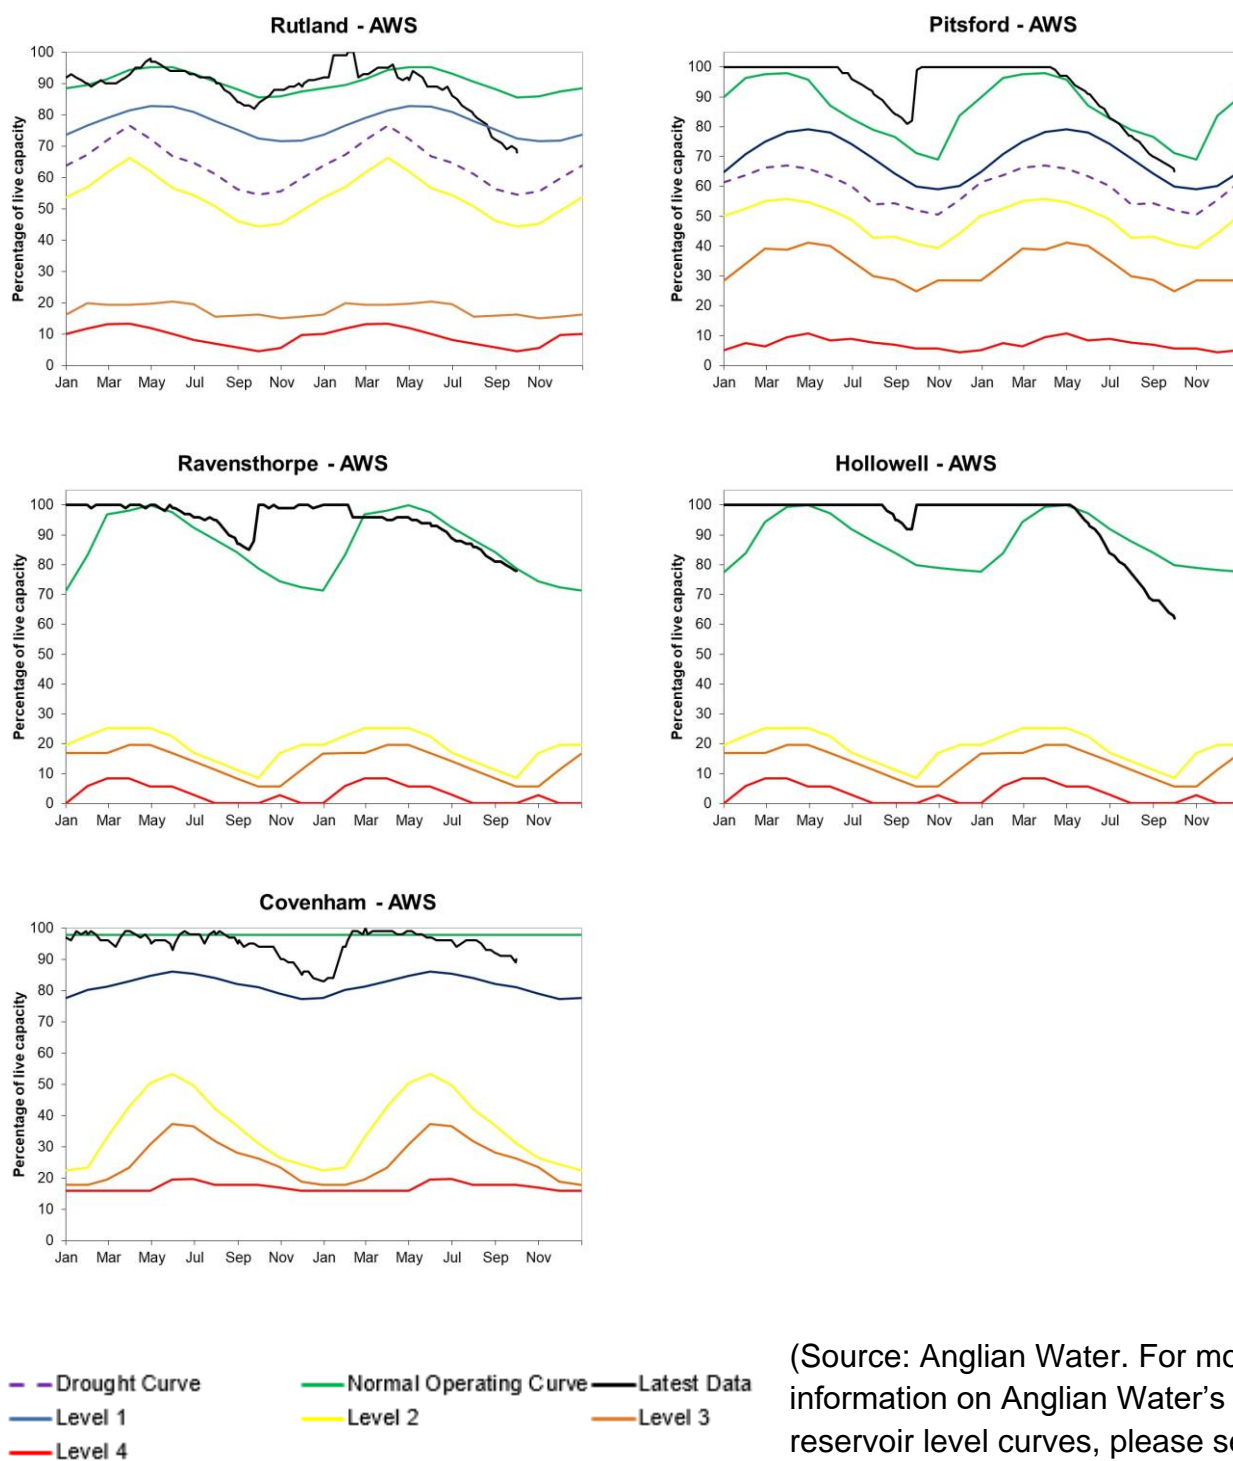 Rutland - AWS
Percentage of live capacity
100
90
80
70
60
50
40
30
20
10
0
Jan Mar May Jul Sep Nov Jan Mar May Jul Sep Nov
Pitsford - AWS
Percentage of live capacity
100
90
80
70
60
50
40
30
20
10
0
Jan Mar May Jul Sep Nov Jan Mar May Jul Sep Nov
Ravensthorpe - AWS
Percentage of live capacity
100
90
80
70
60
50
40
30
20
10
0
Jan Mar May Jul Sep Nov Jan Mar May Jul Sep Nov
Hollowell - AWS
Percentage of live capacity
100
90
80
70
60
50
40
30
20
10
0
Jan Mar May Jul Sep Nov Jan Mar May Jul Sep Nov
Covenham - AWS
Percentage of live capacity
100
90
80
70
60
50
40
30
20
10
0
Jan Mar May Jul Sep Nov Jan Mar May Jul Sep Nov
Drought Curve Normal Operating Curve Latest Data
Level 1 Level 2 Level 3
Level 4
(Source: Anglian Water. For mo
information on Anglian Water's
reservoir level curves, please se